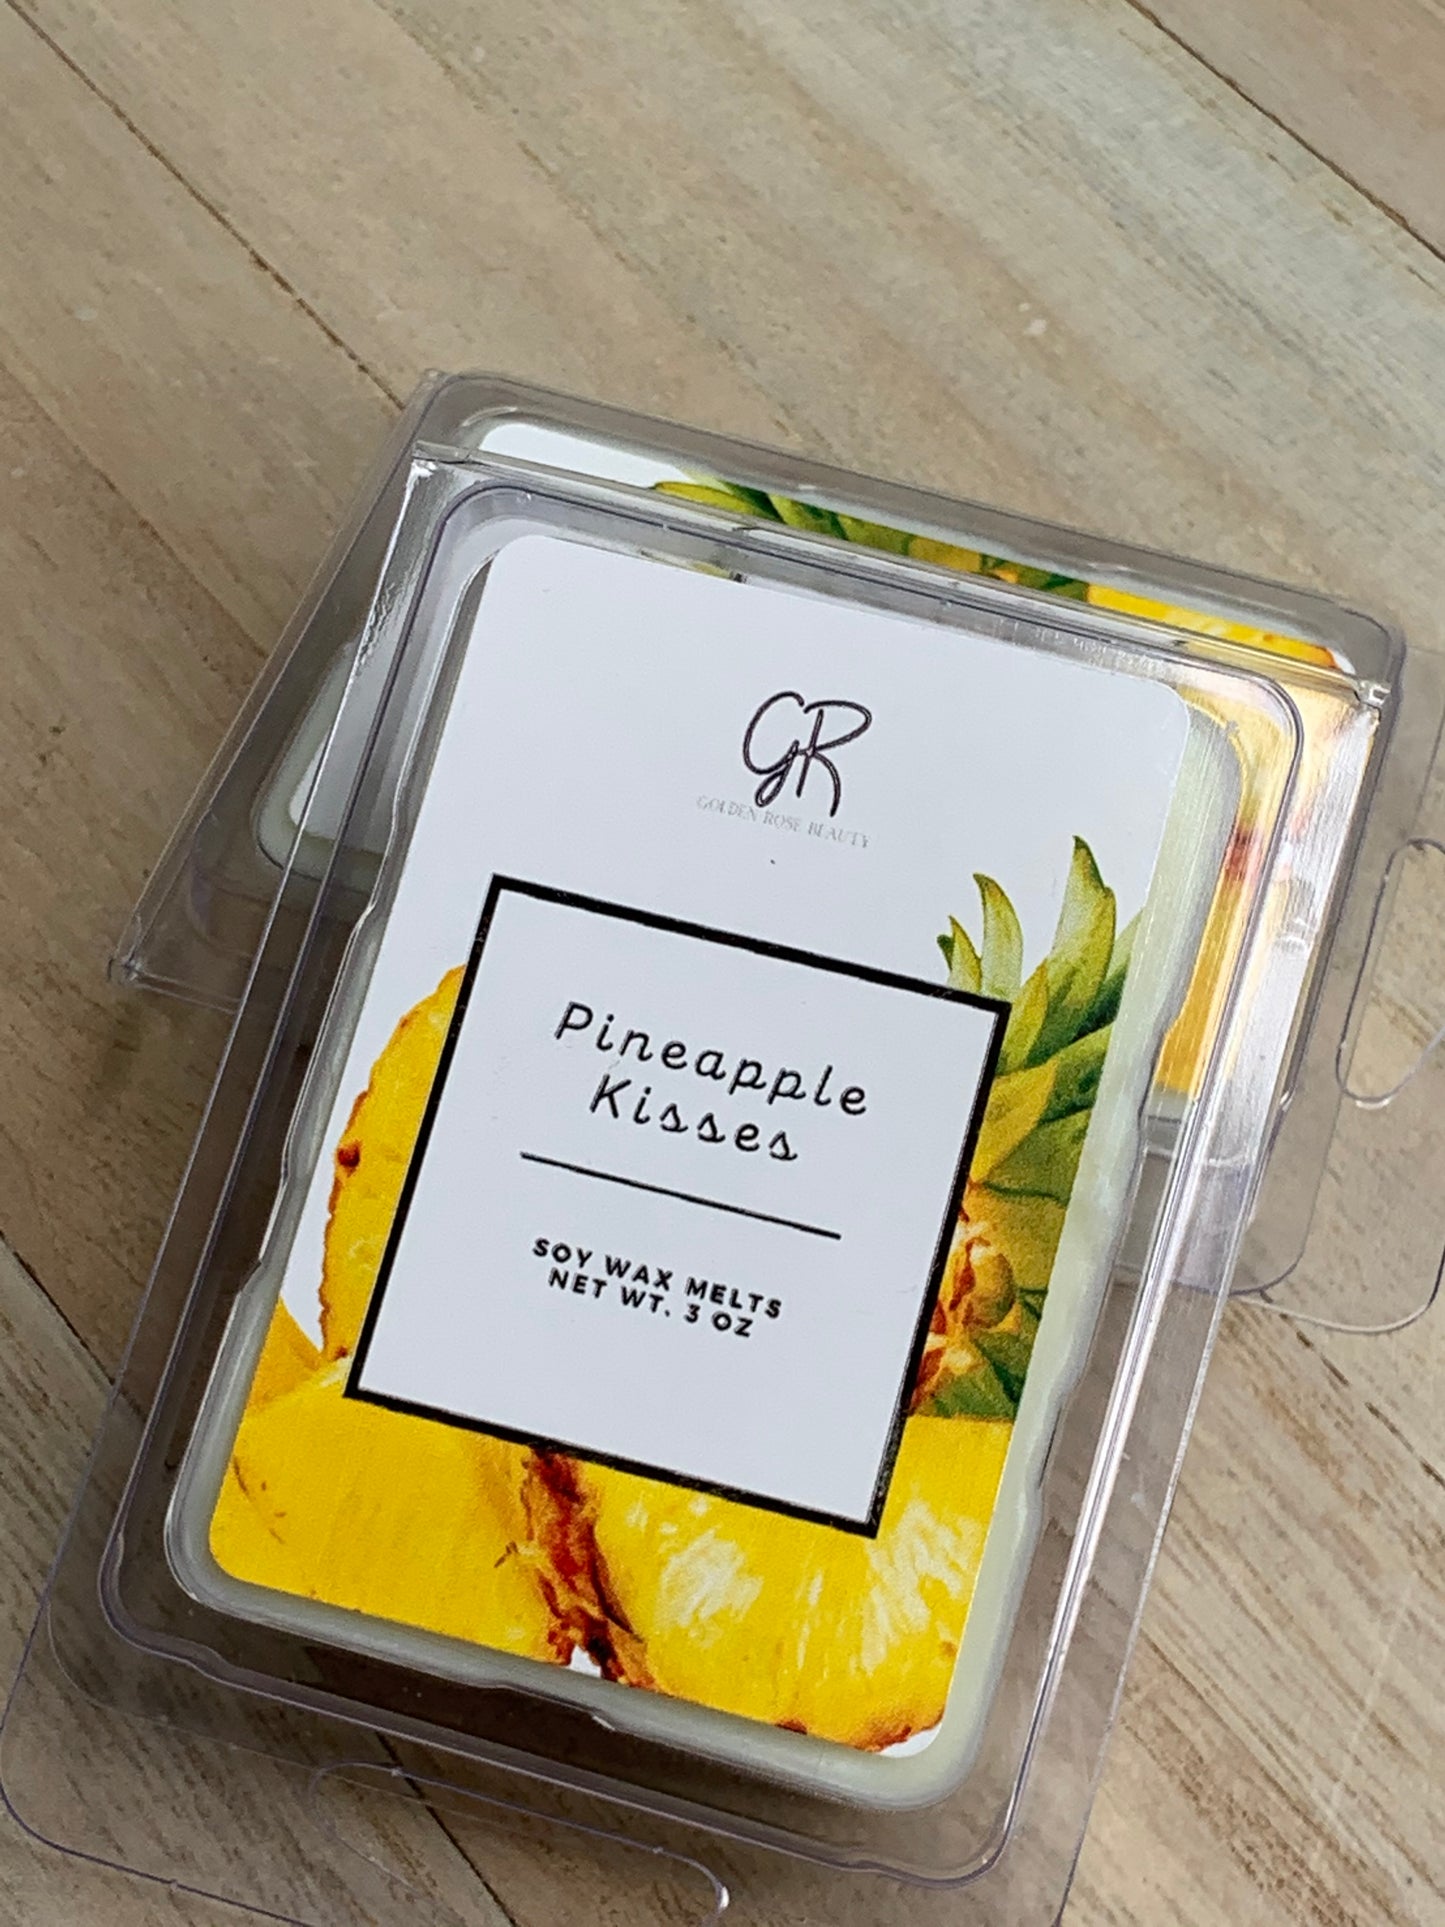 GR
GOLDEN ROSE BEAUTY
Pineapple
Kisses
SOY WAX MELTS
NET WT. 3 OZ